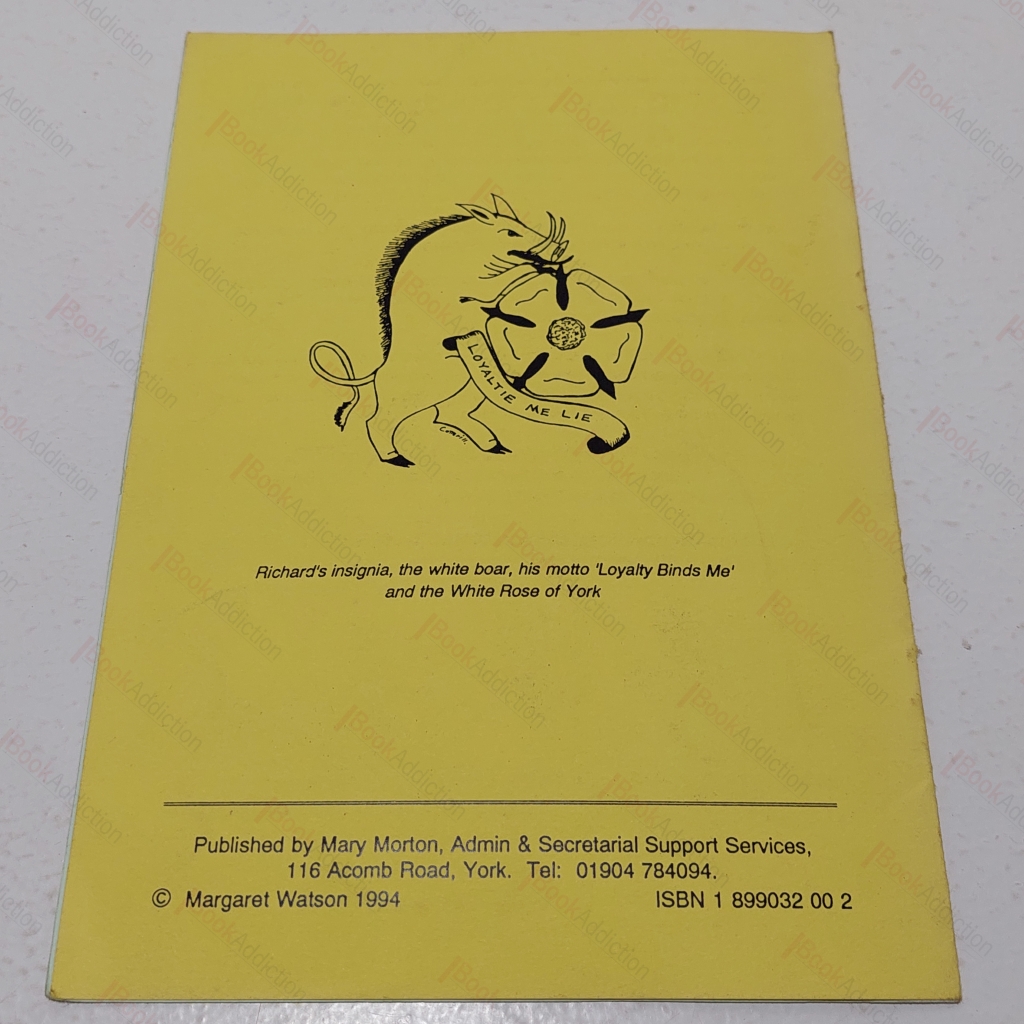 LOYALTIE ME LIE
Richard's insignia, the white boar, his motto 'Loyalty Binds Me'
and the White Rose of York
Published by Mary Morton, Admin & Secretarial Support Services,
116 Acomb Road, York. Tel: 01904 784094.
© Margaret Watson 1994 ISBN 1 899032 00 2
BookAddiction